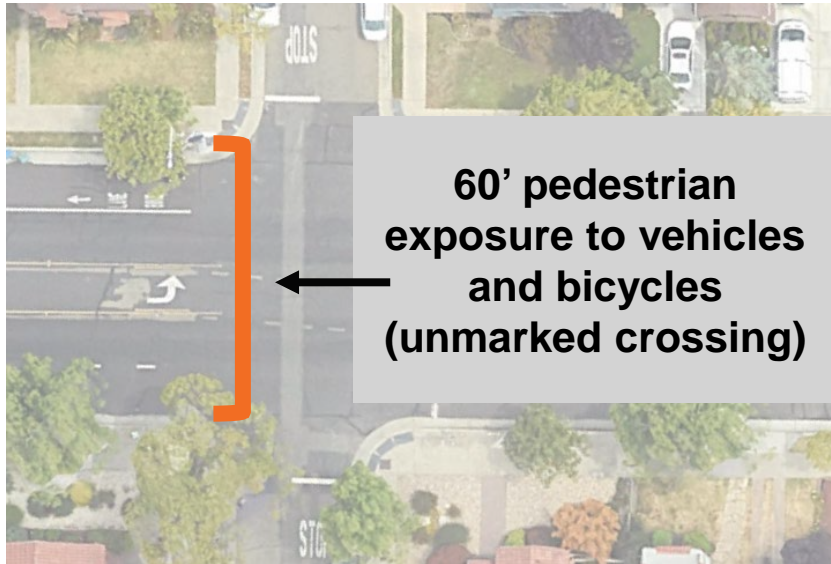 STOP
60’ pedestrian
exposure to vehicles
and bicycles
(unmarked crossing)
STOP